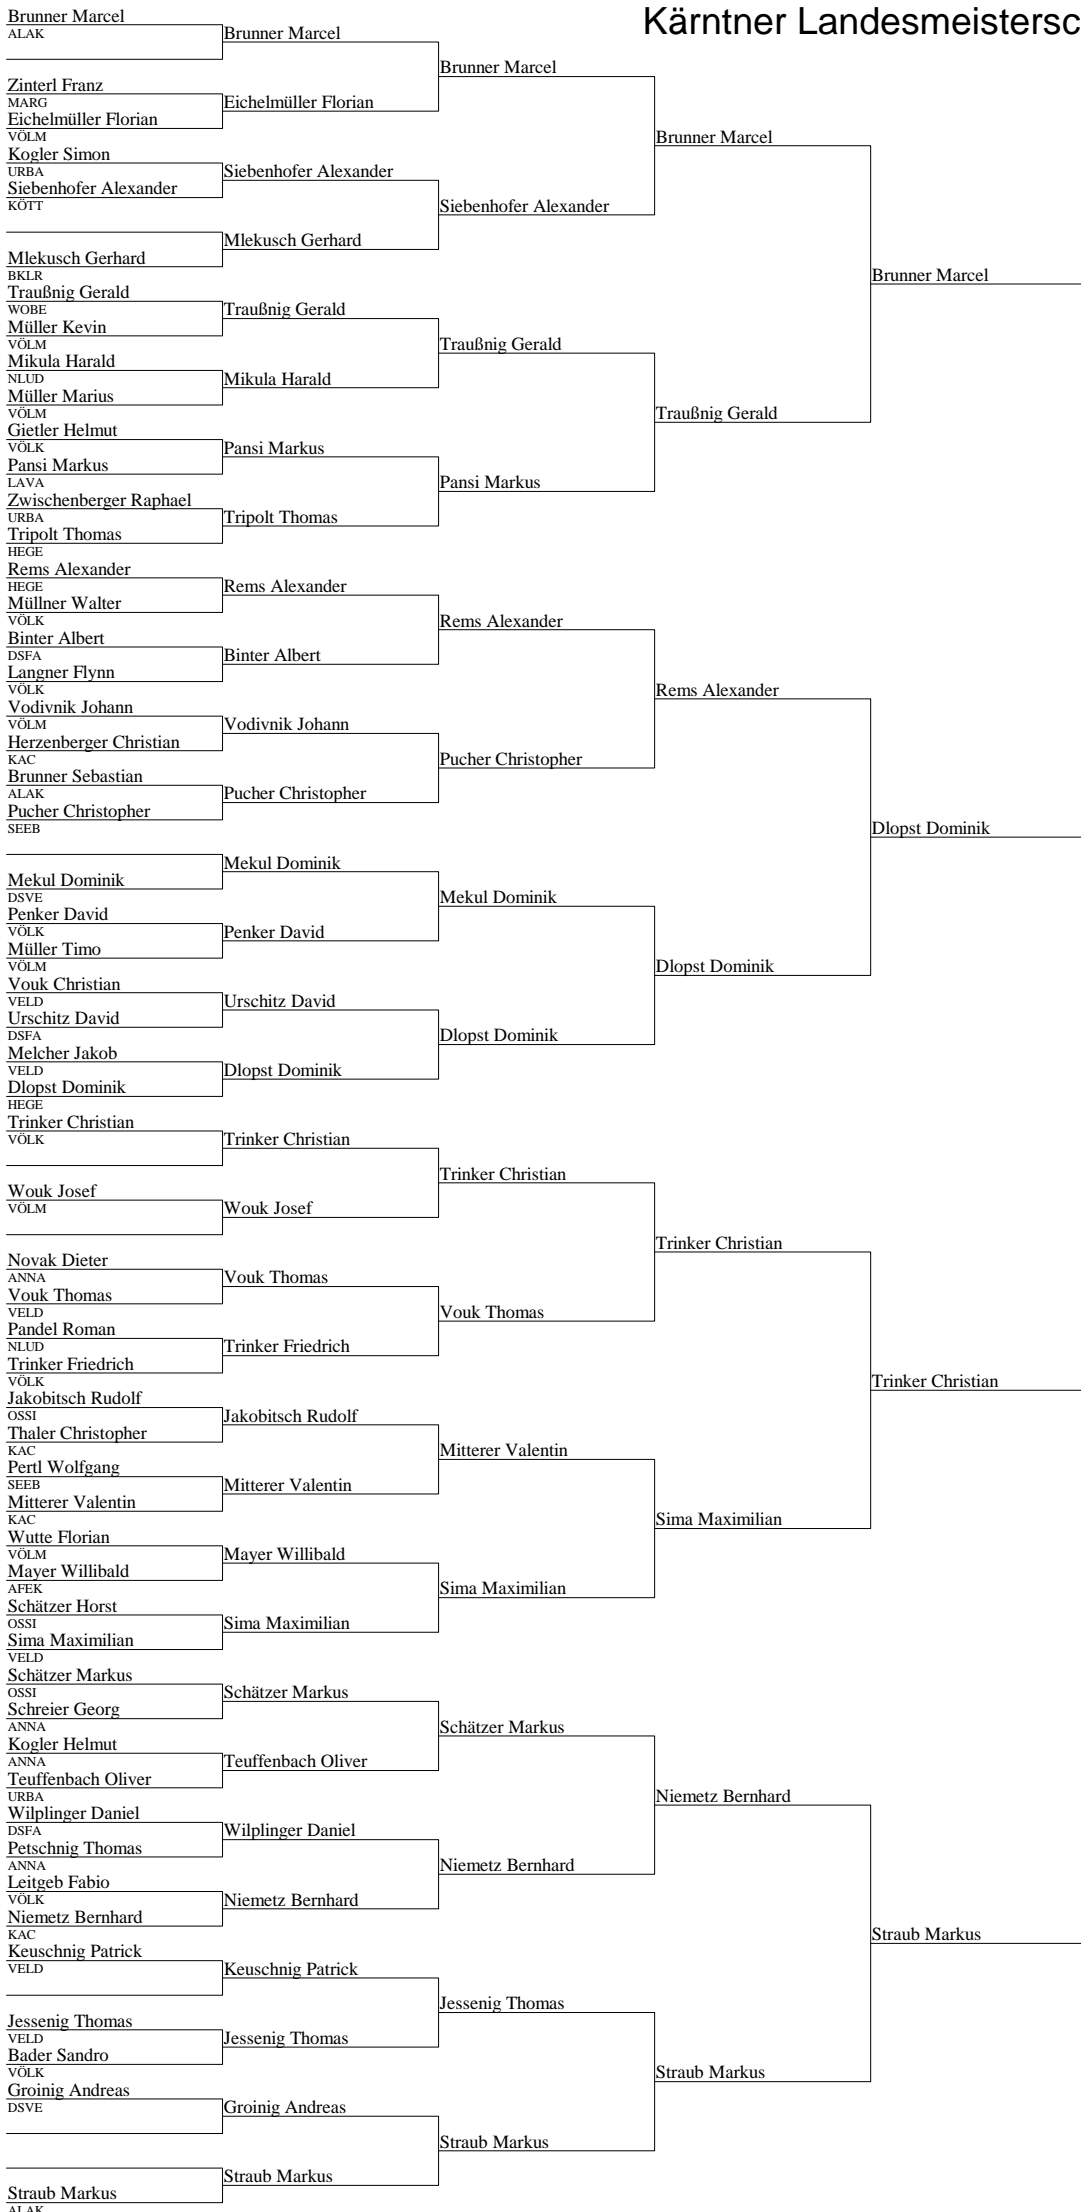 Kärntner Landesmeistersc
Brunner Marcel
ALAK
Zinterl Franz
MARG
Eichelmüller Florian
VÖLM
Kogler Simon
URBA
Siebenhofer Alexander
KÖTT
Mlekusch Gerhard
BKLR
Traußnig Gerald
WOBE
Müller Kevin
VÖLM
Mikula Harald
NLUD
Müller Marius
VÖLM
Gietler Helmut
VÖLK
Pansi Markus
LAVA
Zwischenberger Raphael
URBA
Tripolt Thomas
HEGE
Rems Alexander
HEGE
Müllner Walter
VÖLK
Binter Albert
DSFA
Langner Flynn
VÖLK
Vodivnik Johann
VÖLM
Herzenberger Christian
KAC
Brunner Sebastian
ALAK
Pucher Christopher
SEEB
Mekul Dominik
DSVE
Penker David
VÖLK
Müller Timo
VÖLM
Vouk Christian
VELD
Urschitz David
DSFA
Melcher Jakob
VELD
Dlopst Dominik
HEGE
Trinker Christian
VÖLK
Wouk Josef
VÖLM
Novak Dieter
ANNA
Vouk Thomas
VELD
Pandel Roman
NLUD
Trinker Friedrich
VÖLK
Jakobitsch Rudolf
OSSI
Thaler Christopher
KAC
Pertl Wolfgang
SEEB
Mitterer Valentin
KAC
Wutte Florian
VÖLM
Mayer Willibald
AFEK
Schätzer Horst
OSSI
Sima Maximilian
VELD
Schätzer Markus
OSSI
Schreier Georg
ANNA
Kogler Helmut
ANNA
Teuffenbach Oliver
URBA
Wilplinger Daniel
DSFA
Petschnig Thomas
ANNA
Leitgeb Fabio
VÖLK
Niemetz Bernhard
KAC
Keuschnig Patrick
VELD
Jessenig Thomas
VELD
Bader Sandro
VÖLK
Groinig Andreas
DSVE
Straub Markus
ALAK
Brunner Marcel
Eichelmüller Florian
Siebenhofer Alexander
Mlekusch Gerhard
Traußnig Gerald
Mikula Harald
Pansi Markus
Tripolt Thomas
Rems Alexander
Binter Albert
Vodivnik Johann
Pucher Christopher
Mekul Dominik
Penker David
Urschitz David
Dlopst Dominik
Trinker Christian
Wouk Josef
Vouk Thomas
Trinker Friedrich
Jakobitsch Rudolf
Mitterer Valentin
Mayer Willibald
Sima Maximilian
Schätzer Markus
Teuffenbach Oliver
Wilplinger Daniel
Niemetz Bernhard
Keuschnig Patrick
Jessenig Thomas
Groinig Andreas
Straub Markus
Brunner Marcel
Siebenhofer Alexander
Traußnig Gerald
Pansi Markus
Rems Alexander
Pucher Christopher
Mekul Dominik
Dlopst Dominik
Trinker Christian
Vouk Thomas
Mitterer Valentin
Sima Maximilian
Schätzer Markus
Niemetz Bernhard
Jessenig Thomas
Straub Markus
Brunner Marcel
Traußnig Gerald
Rems Alexander
Dlopst Dominik
Trinker Christian
Sima Maximilian
Niemetz Bernhard
Straub Markus
Brunner Marcel
Dlopst Dominik
Trinker Christian
Straub Markus